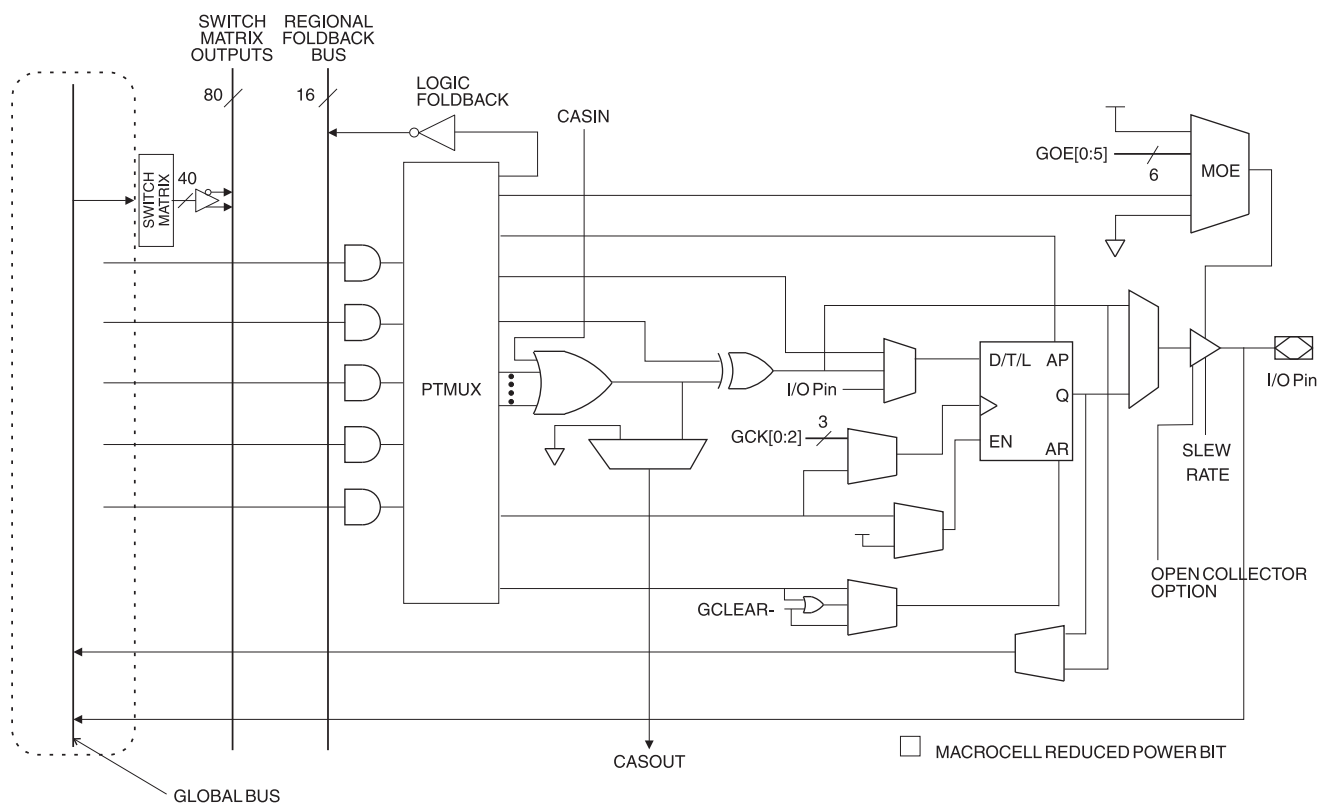 SWITCH
MATRIX
OUTPUTS
REGIONAL
FOLDBACK
BUS
80
16
LOGIC
FOLDBACK
CASIN
GOE[0:5]
6
MOE
SWITCH
MATRIX
40
PTMUX
I/O Pin
D/T/L
AP
Q
EN
AR
I/O Pin
GCK[0:2]
3
SLEW
RATE
OPEN COLLECTOR
OPTION
GCLEAR-
CASOUT
MACROCELL REDUCED POWER BIT
GLOBAL BUS